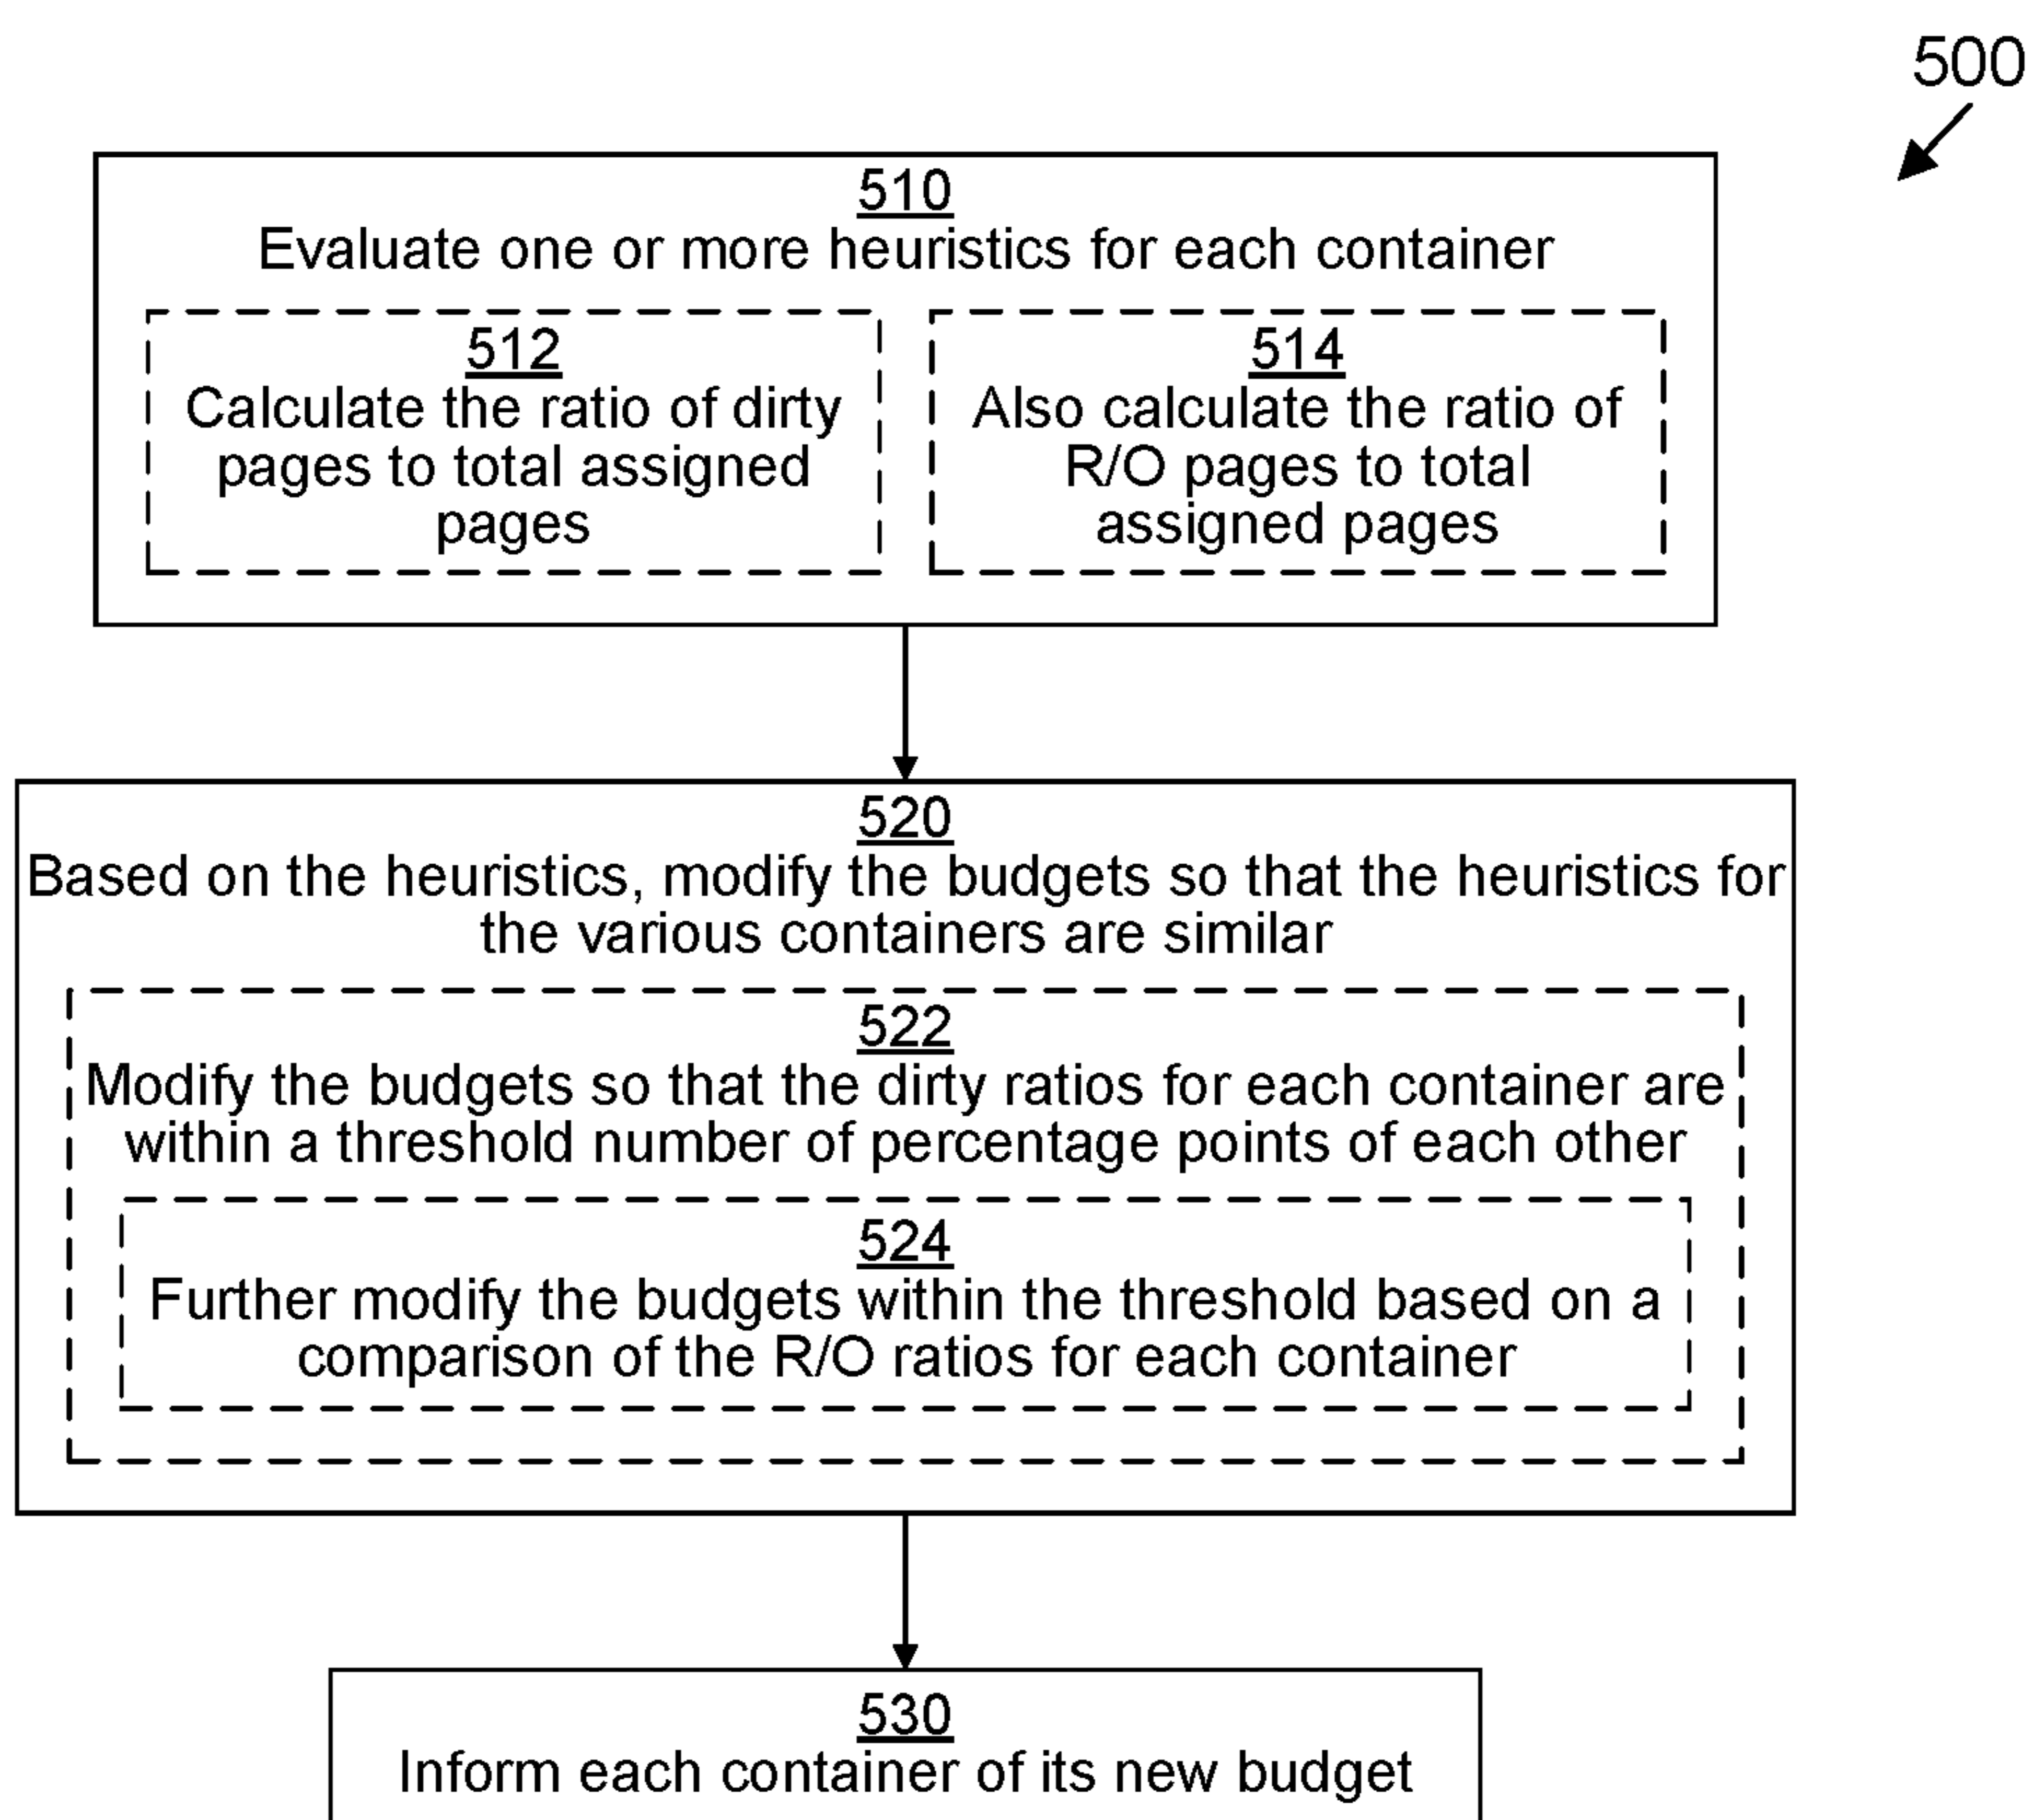 500
510
Evaluate one or more heuristics for each container
512
Calculate the ratio of dirty
pages to total assigned
pages
514
Also calculate the ratio of
R/O pages to total
assigned pages
520
Based on the heuristics, modify the budgets so that the heuristics for
the various containers are similar
522
Modify the budgets so that the dirty ratios for each container are
within a threshold number of percentage points of each other
524
Further modify the budgets within the threshold based on a
comparison of the R/O ratios for each container
530
Inform each container of its new budget